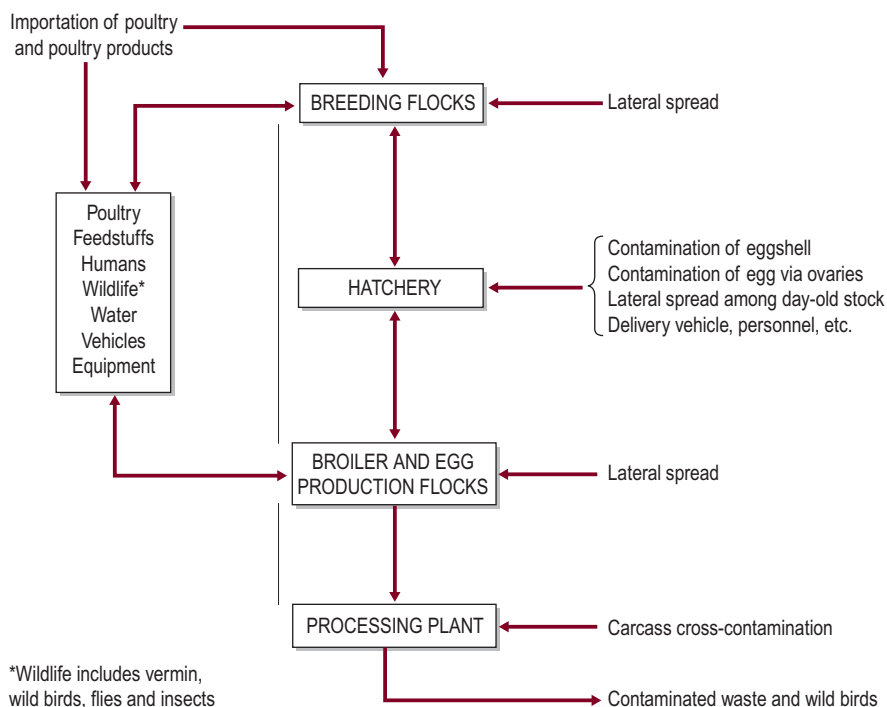 Importation of poultry
and poultry products
BREEDING FLOCKS
Lateral spread
Poultry
Feedstuffs
Humans
Wildlife*
Water
Vehicles
Equipment
HATCHERY
Contamination of eggshell
Contamination of egg via ovaries
Lateral spread among day-old stock
Delivery vehicle, personnel, etc.
BROILER AND EGG
PRODUCTION FLOCKS
Lateral spread
PROCESSING PLANT
Carcass cross-contamination
*Wildlife includes vermin,
wild birds, flies and insects
Contaminated waste and wild birds